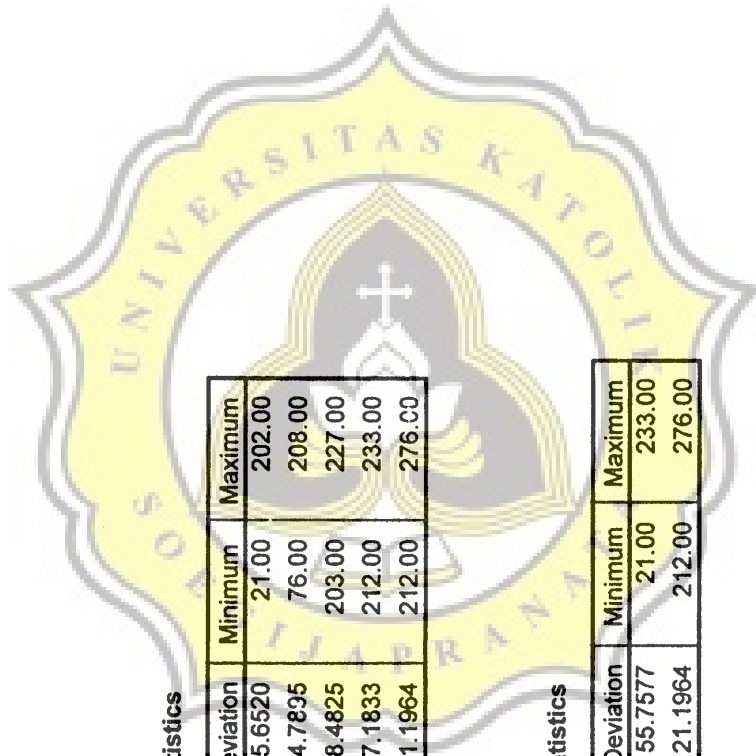 UNIVERSITAS KATOLIK
SOEGIJAPRANATA
istics
eviation Minimum Maximum
5.6520 21.00 202.00
4.7895 76.00 208.00
8.4825 203.00 227.00
7.1833 212.00 233.00
1.1964 212.00 276.00
tistics
Deviation Minimum Maximum
55.7577 21.00 233.00
21.1964 212.00 276.00